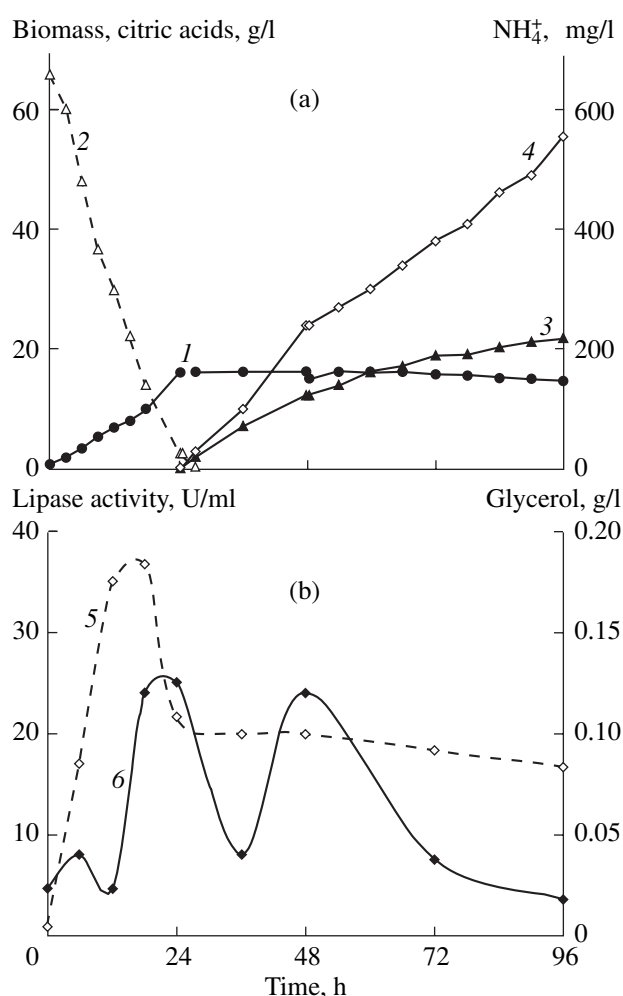 Biomass, citric acids, g/l NH₄⁺, mg/l
(a)
60 600
2
4
40 400
3
1
20 200
0 0
Lipase activity, U/ml Glycerol, g/l
40 0.20
(b)
5
30 0.15
20 0.10
6
10 0.05
0
0 24 48 72 96
Time, h